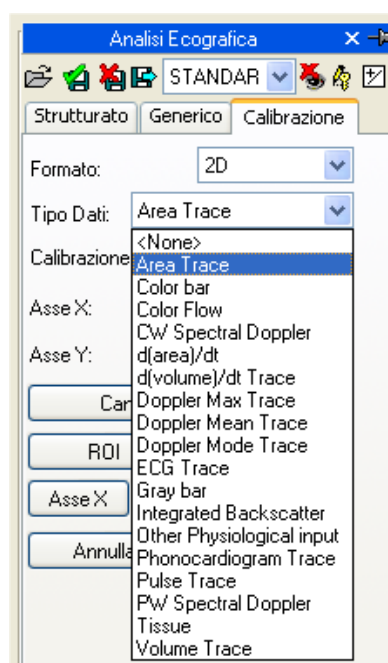 Analisi Ecografica
STANDAR
Strutturato Generico Calibrazione
Formato: 2D
Tipo Dati: Area Trace
<None>
Calibrazione
Area Trace
Color bar
Asse X:
Color Flow
CW Spectral Doppler
Asse Y:
d(area)/dt
d(volume)/dt Trace
Car
Doppler Max Trace
Doppler Mean Trace
ROI
Doppler Mode Trace
ECG Trace
Asse X
Gray bar
Integrated Backscatter
Other Physiological input
Annulla
Phonocardiogram Trace
Pulse Trace
PW Spectral Doppler
Tissue
Volume Trace